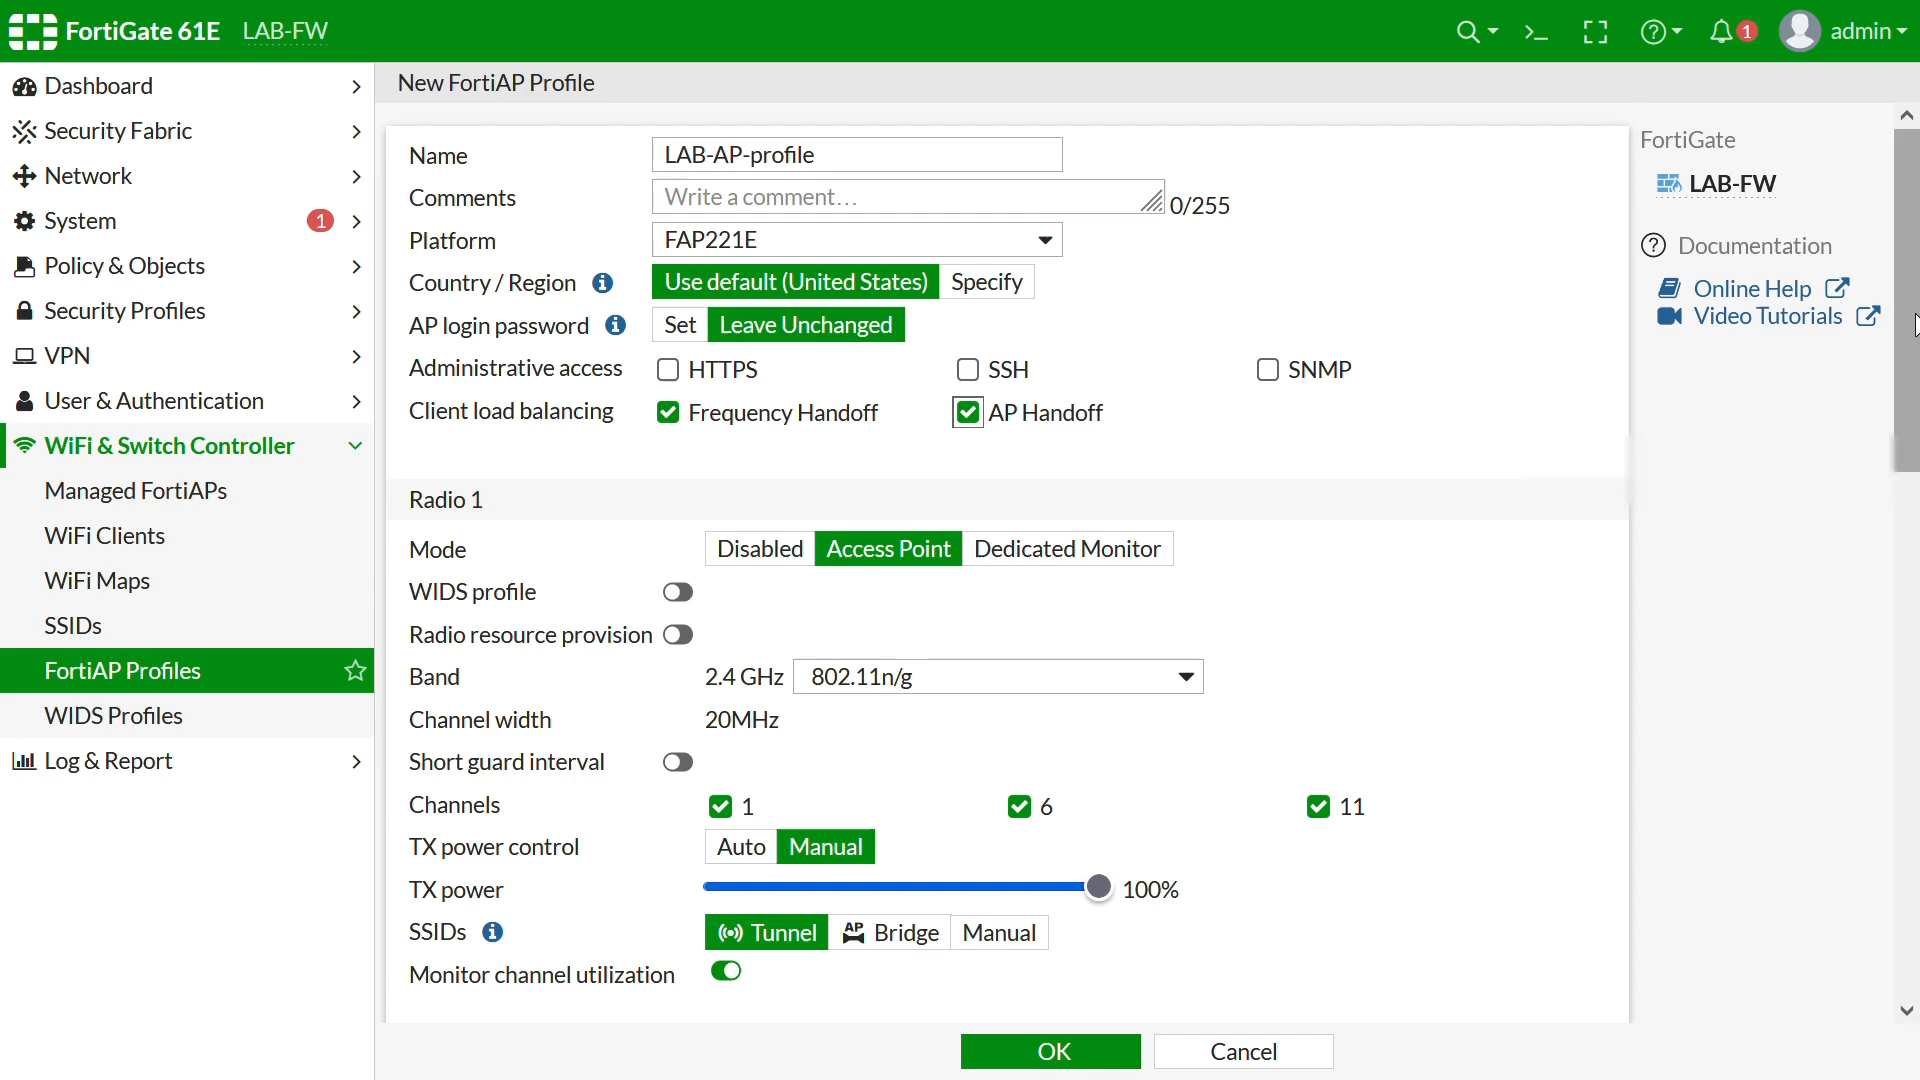 FortiGate 61E LAB-FW 1 admin
Dashboard
Security Fabric
Network
System 1
Policy & Objects
Security Profiles
VPN
User & Authentication
WiFi & Switch Controller
Managed FortiAPs
WiFi Clients
WiFi Maps
SSIDs
FortiAP Profiles
WIDS Profiles
Log & Report
New FortiAP Profile
Name LAB-AP-profile
Comments Write a comment... 0/255
Platform FAP221E
Country / Region Use default (United States) Specify
AP login password Set Leave Unchanged
Administrative access HTTPS SSH SNMP
Client load balancing Frequency Handoff AP Handoff
Radio 1
Mode Disabled Access Point Dedicated Monitor
WIDS profile
Radio resource provision
Band 2.4 GHz 802.11n/g
Channel width 20MHz
Short guard interval
Channels 1 6 11
TX power control Auto Manual
TX power 100%
SSIDs Tunnel AP Bridge Manual
Monitor channel utilization
OK Cancel
FortiGate
LAB-FW
Documentation
Online Help
Video Tutorials